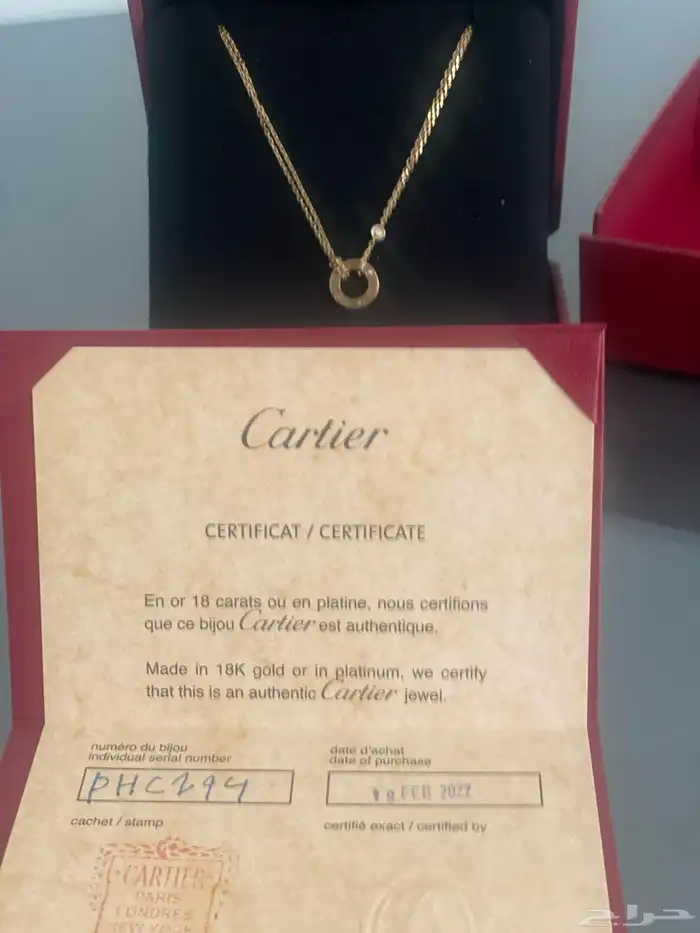 Cartier
CERTIFICAT / CERTIFICATE
En or 18 carats ou en platine, nous certifions
que ce bijou Cartier est authentique.
Made in 18K gold or in platinum, we certify
that this is an authentic Cartier jewel.
numéro du bijou
individual serial number
date d'achat
date of purchase
PHC294
FEB 2022
cachet / stamp
certifié exact / certified by
CARTIER
PARIS
LONDRES
NEW YORK
حراج